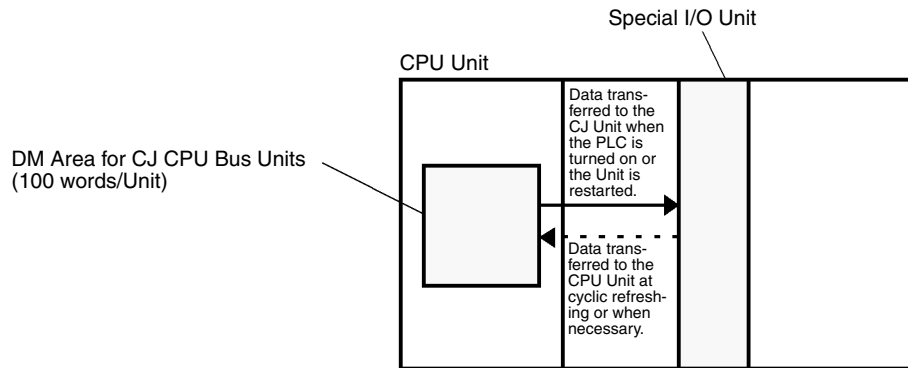 Special I/O Unit
CPU Unit
Data trans-
ferred to the
CJ Unit when
the PLC is
turned on or
the Unit is
restarted.
DM Area for CJ CPU Bus Units
(100 words/Unit)
Data trans-
ferred to the
CPU Unit at
cyclic refresh-
ing or when
necessary.